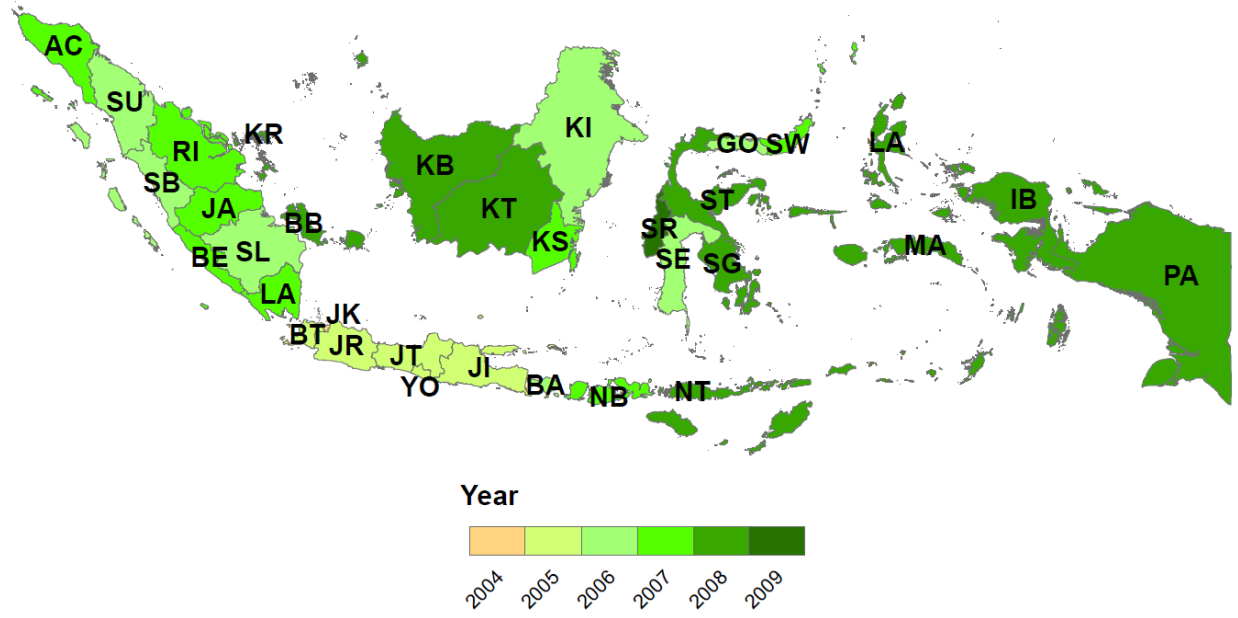 AC
SU
KR
RI
SB
JA
BB
BE
SL
LA
JK
BT
JR
JT
YO
JI
BA
NB
NT
KI
KB
KT
KS
GO
SW
ST
SR
SE
SG
LA
IB
MA
PA
Year
2004
2005
2006
2007
2008
2009